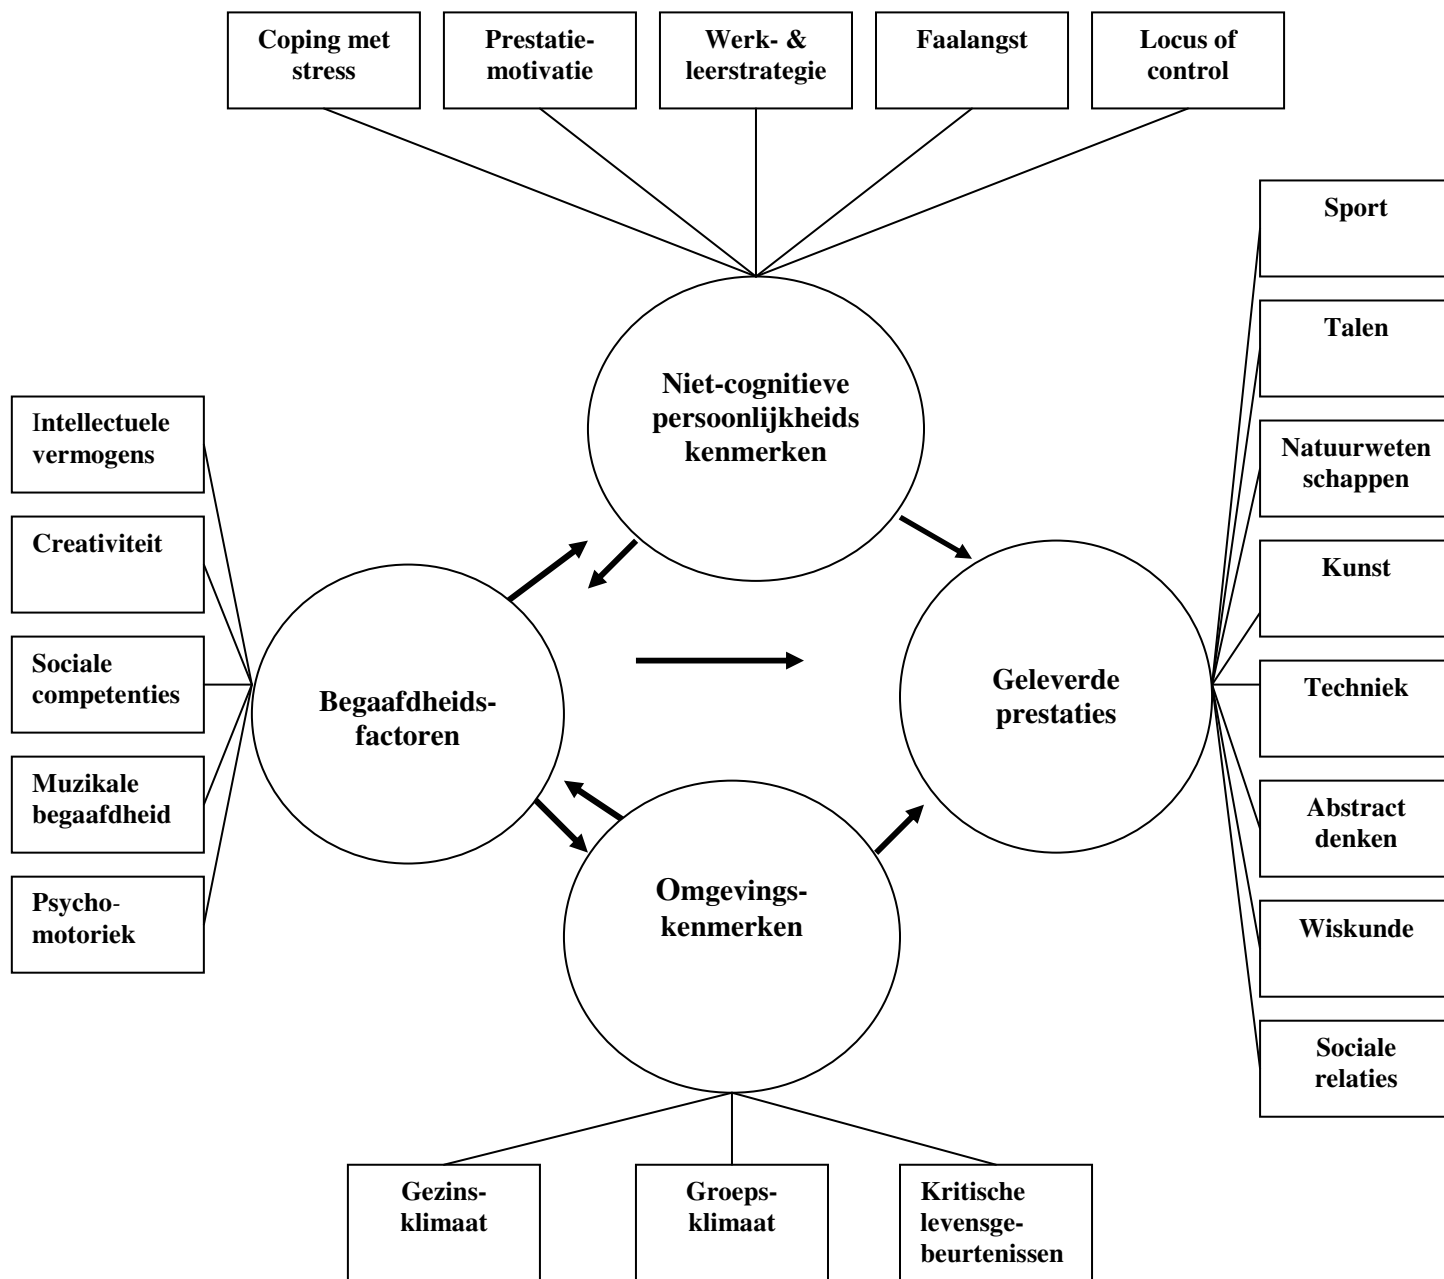 Coping met
stress
Prestatie-
motivatie
Werk- &
leerstrategie
Faalangst
Locus of
control
Sport
Talen
Natuurweten
schappen
Kunst
Techniek
Abstract
denken
Wiskunde
Sociale
relaties
Niet-cognitieve
persoonlijkheids
kenmerken
Intellectuele
vermogens
Creativiteit
Sociale
competenties
Muzikale
begaafdheid
Psycho-
motoriek
Begaafdheids-
factoren
Geleverde
prestaties
Omgevings-
kenmerken
Gezins-
klimaat
Groeps-
klimaat
Kritische
levensge-
beurtenissen